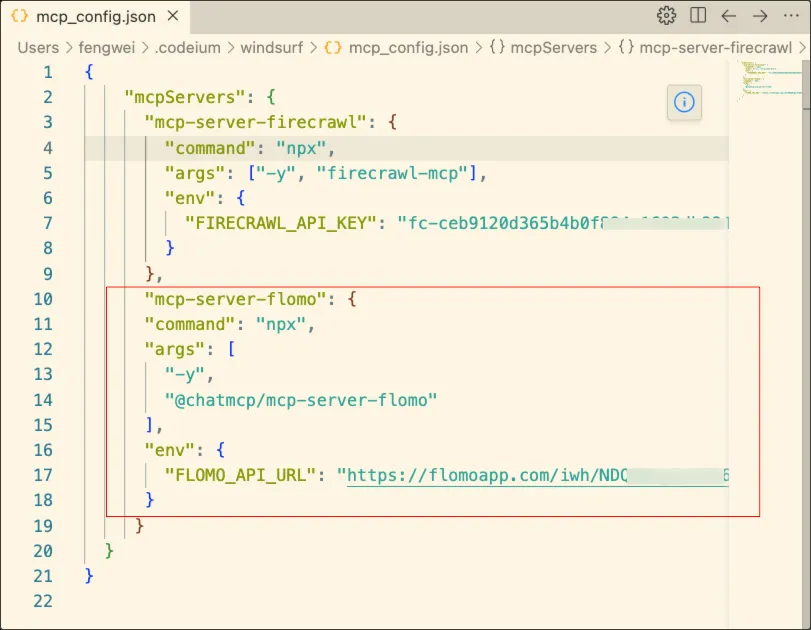 mcp_config.json
Users > fengwei > .codeium > windsurf > {} mcp_config.json > {} mcpServers > {} mcp-server-firecrawl >
1 {
2 "mcpServers": {
3 "mcp-server-firecrawl": {
4 "command": "npx",
5 "args": ["-y", "firecrawl-mcp"],
6 "env": {
7 "FIRECRAWL_API_KEY": "fc-ceb9120d365b4b0f
8 }
9 },
10 "mcp-server-flomo": {
11 "command": "npx",
12 "args": [
13 "-y",
14 "@chatmcp/mcp-server-flomo"
15 ],
16 "env": {
17 "FLOMO_API_URL": "https://flomoapp.com/iwh/NDQ
18 }
19 }
20 }
21 }
22